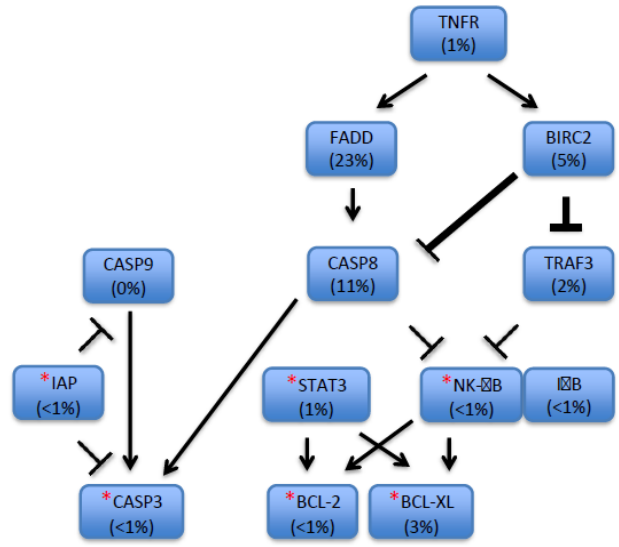 TNFR
(1%)
FADD
(23%)
BIRC2
(5%)
CASP9
(0%)
CASP8
(11%)
TRAF3
(2%)
*IAP
(<1%)
*STAT3
(1%)
*NK-☒B
(<1%)
I☒B
(<1%)
*CASP3
(<1%)
*BCL-2
(<1%)
*BCL-XL
(3%)